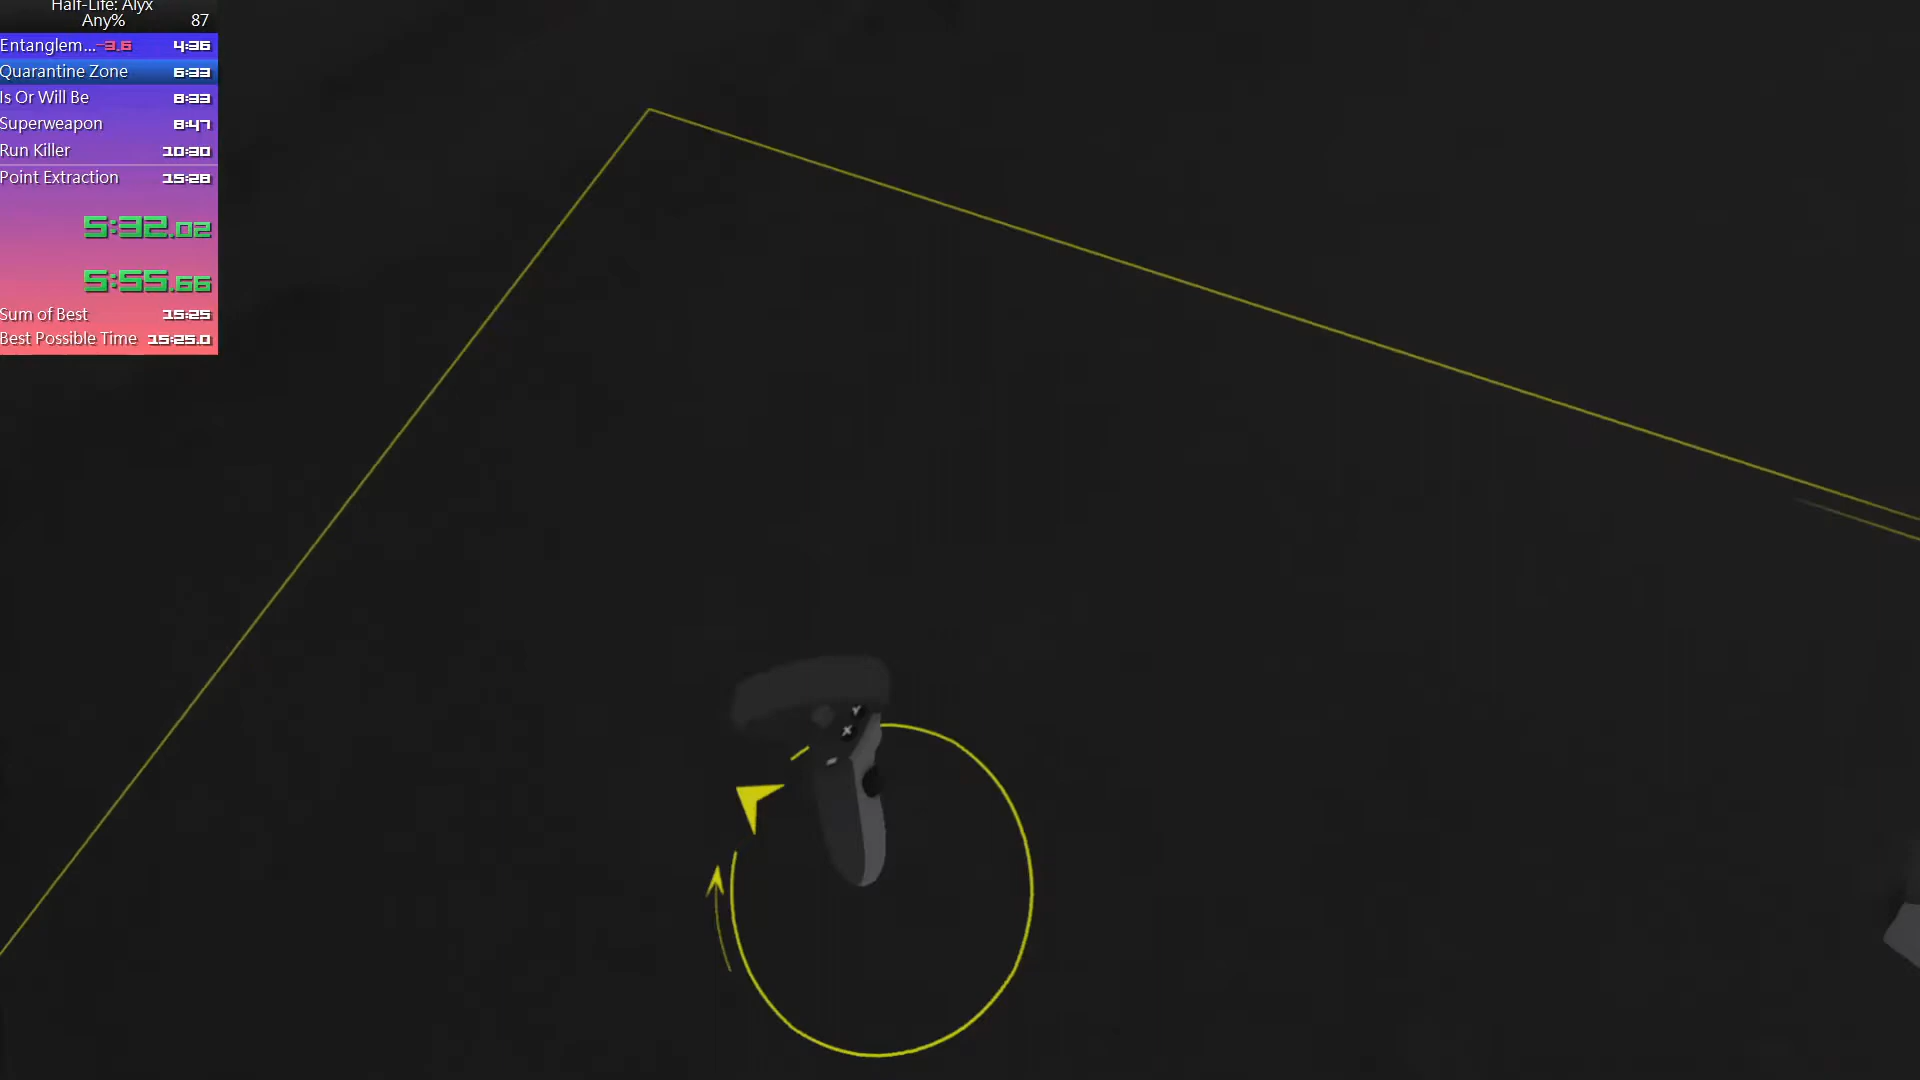 Half-Life: Alyx
Any% 87
Entanglem... -3.6 4:36
Quarantine Zone 6:33
Is Or Will Be 8:33
Superweapon 8:47
Run Killer 10:30
Point Extraction 15:28
5:32.02
5:55.66
Sum of Best 15:25
Best Possible Time 15:25.0
Y
X